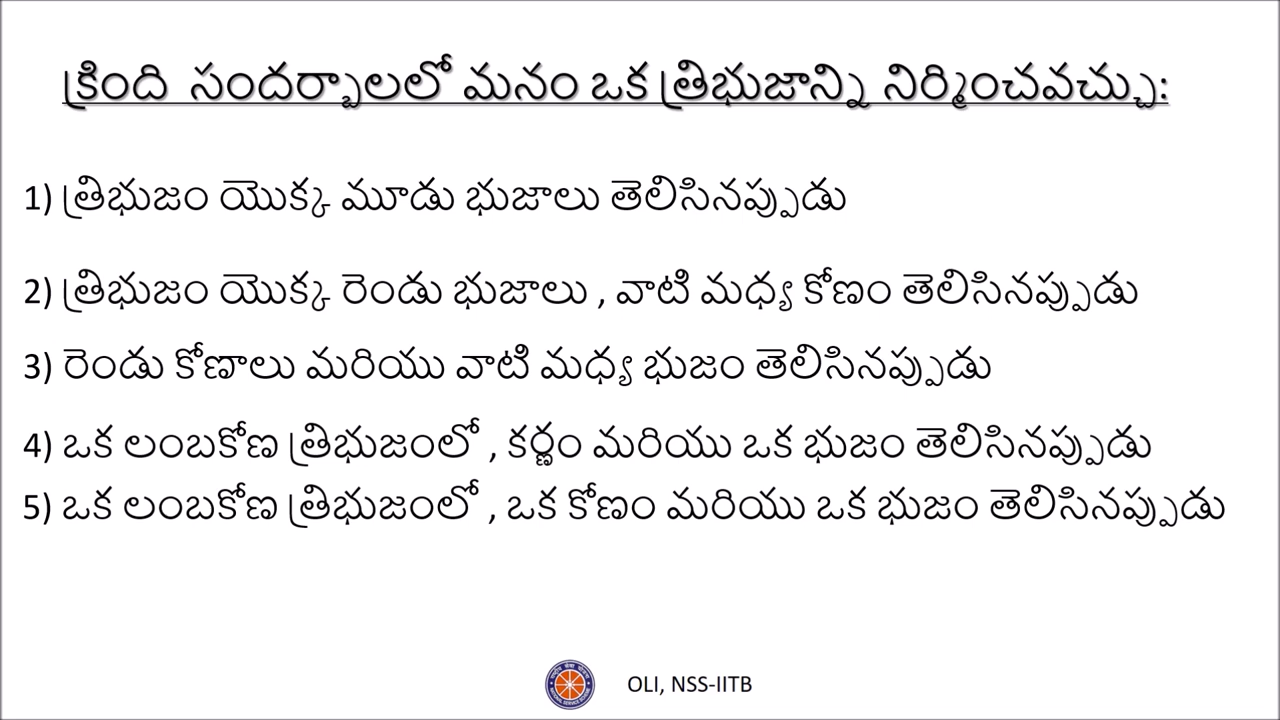 క్రింది సందర్భాలలో మనం ఒక త్రిభుజాన్ని నిర్మించవచ్చు:
1) త్రిభుజం యొక్క మూడు భుజాలు తెలిసినప్పుడు
2) త్రిభుజం యొక్క రెండు భుజాలు , వాటి మధ్య కోణం తెలిసినప్పుడు
3) రెండు కోణాలు మరియు వాటి మధ్య భుజం తెలిసినప్పుడు
4) ఒక లంబకోణ త్రిభుజంలో , కర్ణం మరియు ఒక భుజం తెలిసినప్పుడు
5) ఒక లంబకోణ త్రిభుజంలో , ఒక కోణం మరియు ఒక భుజం తెలిసినప్పుడు
OLI, NSS-IITB